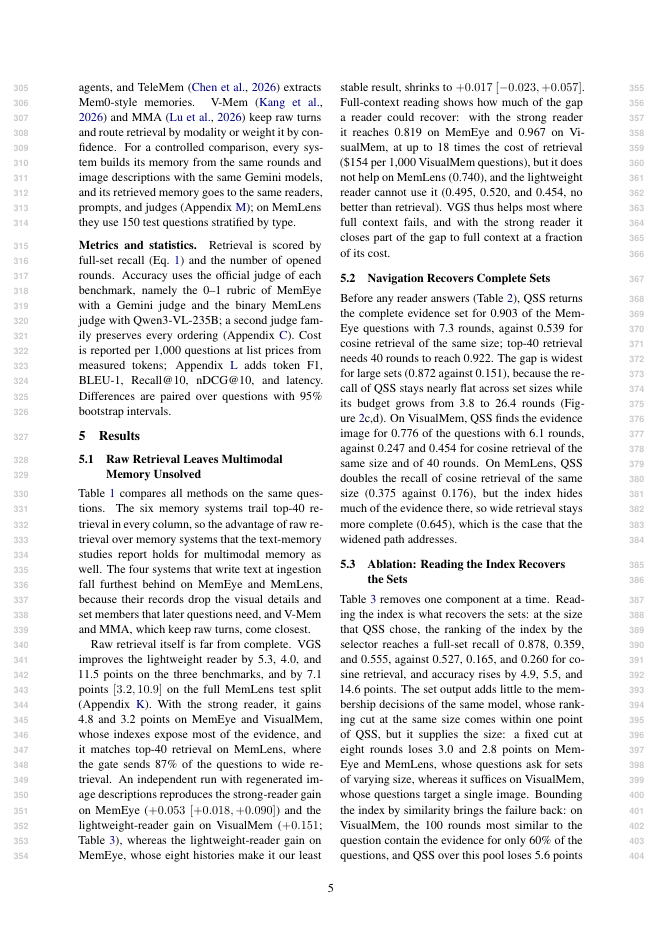 305 agents, and TeleMem (Chen et al., 2026) extracts
306 Mem0-style memories. V-Mem (Kang et al.,
307 2026) and MMA (Lu et al., 2026) keep raw turns
308 and route retrieval by modality or weight it by con-
309 fidence. For a controlled comparison, every sys-
310 tem builds its memory from the same rounds and
311 image descriptions with the same Gemini models,
312 and its retrieved memory goes to the same readers,
313 prompts, and judges (Appendix M); on MemLens
314 they use 150 test questions stratified by type.
315 Metrics and statistics. Retrieval is scored by
316 full-set recall (Eq. 1) and the number of opened
317 rounds. Accuracy uses the official judge of each
318 benchmark, namely the 0–1 rubric of MemEye
319 with a Gemini judge and the binary MemLens
320 judge with Qwen3-VL-235B; a second judge fam-
321 ily preserves every ordering (Appendix C). Cost
322 is reported per 1,000 questions at list prices from
323 measured tokens; Appendix L adds token F1,
324 BLEU-1, Recall@10, nDCG@10, and latency.
325 Differences are paired over questions with 95%
326 bootstrap intervals.
327 5 Results
328 5.1 Raw Retrieval Leaves Multimodal
329 Memory Unsolved
330 Table 1 compares all methods on the same ques-
331 tions. The six memory systems trail top-40 re-
332 trieval in every column, so the advantage of raw re-
333 trieval over memory systems that the text-memory
334 studies report holds for multimodal memory as
335 well. The four systems that write text at ingestion
336 fall furthest behind on MemEye and MemLens,
337 because their records drop the visual details and
338 set members that later questions need, and V-Mem
339 and MMA, which keep raw turns, come closest.
340 Raw retrieval itself is far from complete. VGS
341 improves the lightweight reader by 5.3, 4.0, and
342 11.5 points on the three benchmarks, and by 7.1
343 points [3.2, 10.9] on the full MemLens test split
344 (Appendix K). With the strong reader, it gains
345 4.8 and 3.2 points on MemEye and VisualMem,
346 whose indexes expose most of the evidence, and
347 it matches top-40 retrieval on MemLens, where
348 the gate sends 87% of the questions to wide re-
349 trieval. An independent run with regenerated im-
350 age descriptions reproduces the strong-reader gain
351 on MemEye (+0.053 [+0.018, +0.090]) and the
352 lightweight-reader gain on VisualMem (+0.151;
353 Table 3), whereas the lightweight-reader gain on
354 MemEye, whose eight histories make it our least
355 stable result, shrinks to +0.017 [−0.023, +0.057].
356 Full-context reading shows how much of the gap
357 a reader could recover: with the strong reader
358 it reaches 0.819 on MemEye and 0.967 on Vi-
359 sualMem, at up to 18 times the cost of retrieval
360 ($154 per 1,000 VisualMem questions), but it does
361 not help on MemLens (0.740), and the lightweight
362 reader cannot use it (0.495, 0.520, and 0.454, no
363 better than retrieval). VGS thus helps most where
364 full context fails, and with the strong reader it
365 closes part of the gap to full context at a fraction
366 of its cost.
367 5.2 Navigation Recovers Complete Sets
368 Before any reader answers (Table 2), QSS returns
369 the complete evidence set for 0.903 of the Mem-
370 Eye questions with 7.3 rounds, against 0.539 for
371 cosine retrieval of the same size; top-40 retrieval
372 needs 40 rounds to reach 0.922. The gap is widest
373 for large sets (0.872 against 0.151), because the re-
374 call of QSS stays nearly flat across set sizes while
375 its budget grows from 3.8 to 26.4 rounds (Fig-
376 ure 2c,d). On VisualMem, QSS finds the evidence
377 image for 0.776 of the questions with 6.1 rounds,
378 against 0.247 and 0.454 for cosine retrieval of the
379 same size and of 40 rounds. On MemLens, QSS
380 doubles the recall of cosine retrieval of the same
381 size (0.375 against 0.176), but the index hides
382 much of the evidence there, so wide retrieval stays
383 more complete (0.645), which is the case that the
384 widened path addresses.
385 5.3 Ablation: Reading the Index Recovers
386 the Sets
387 Table 3 removes one component at a time. Read-
388 ing the index is what recovers the sets: at the size
389 that QSS chose, the ranking of the index by the
390 selector reaches a full-set recall of 0.878, 0.359,
391 and 0.555, against 0.527, 0.165, and 0.260 for co-
392 sine retrieval, and accuracy rises by 4.9, 5.5, and
393 14.6 points. The set output adds little to the mem-
394 bership decisions of the same model, whose rank-
395 ing cut at the same size comes within one point
396 of QSS, but it supplies the size: a fixed cut at
397 eight rounds loses 3.0 and 2.8 points on Mem-
398 Eye and MemLens, whose questions ask for sets
399 of varying size, whereas it suffices on VisualMem,
400 whose questions target a single image. Bounding
401 the index by similarity brings the failure back: on
402 VisualMem, the 100 rounds most similar to the
403 question contain the evidence for only 60% of the
404 questions, and QSS over this pool loses 5.6 points
5